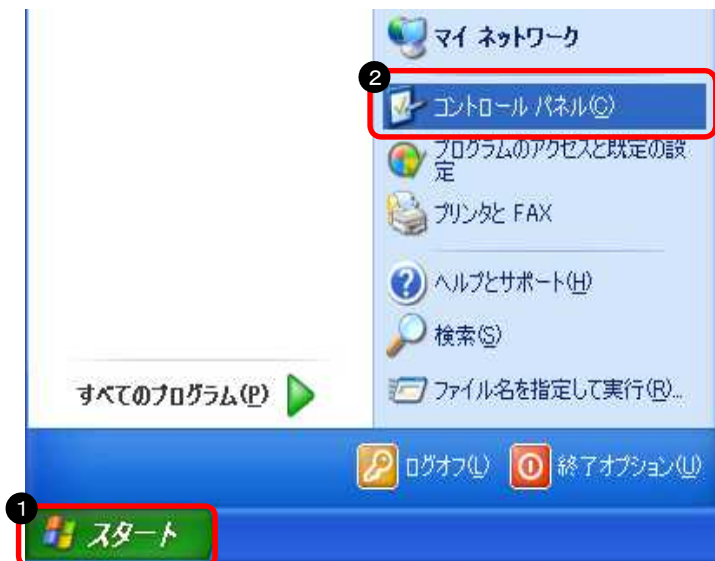 マイ ネットワーク
2
コントロール パネル(C)
プログラムのアクセスと既定の設
定
プリンタと FAX
ヘルプとサポート(H)
検索(S)
すべてのプログラム(P)
ファイル名を指定して実行(R)...
ログオフ(L)
終了オプション(U)
1
スタート